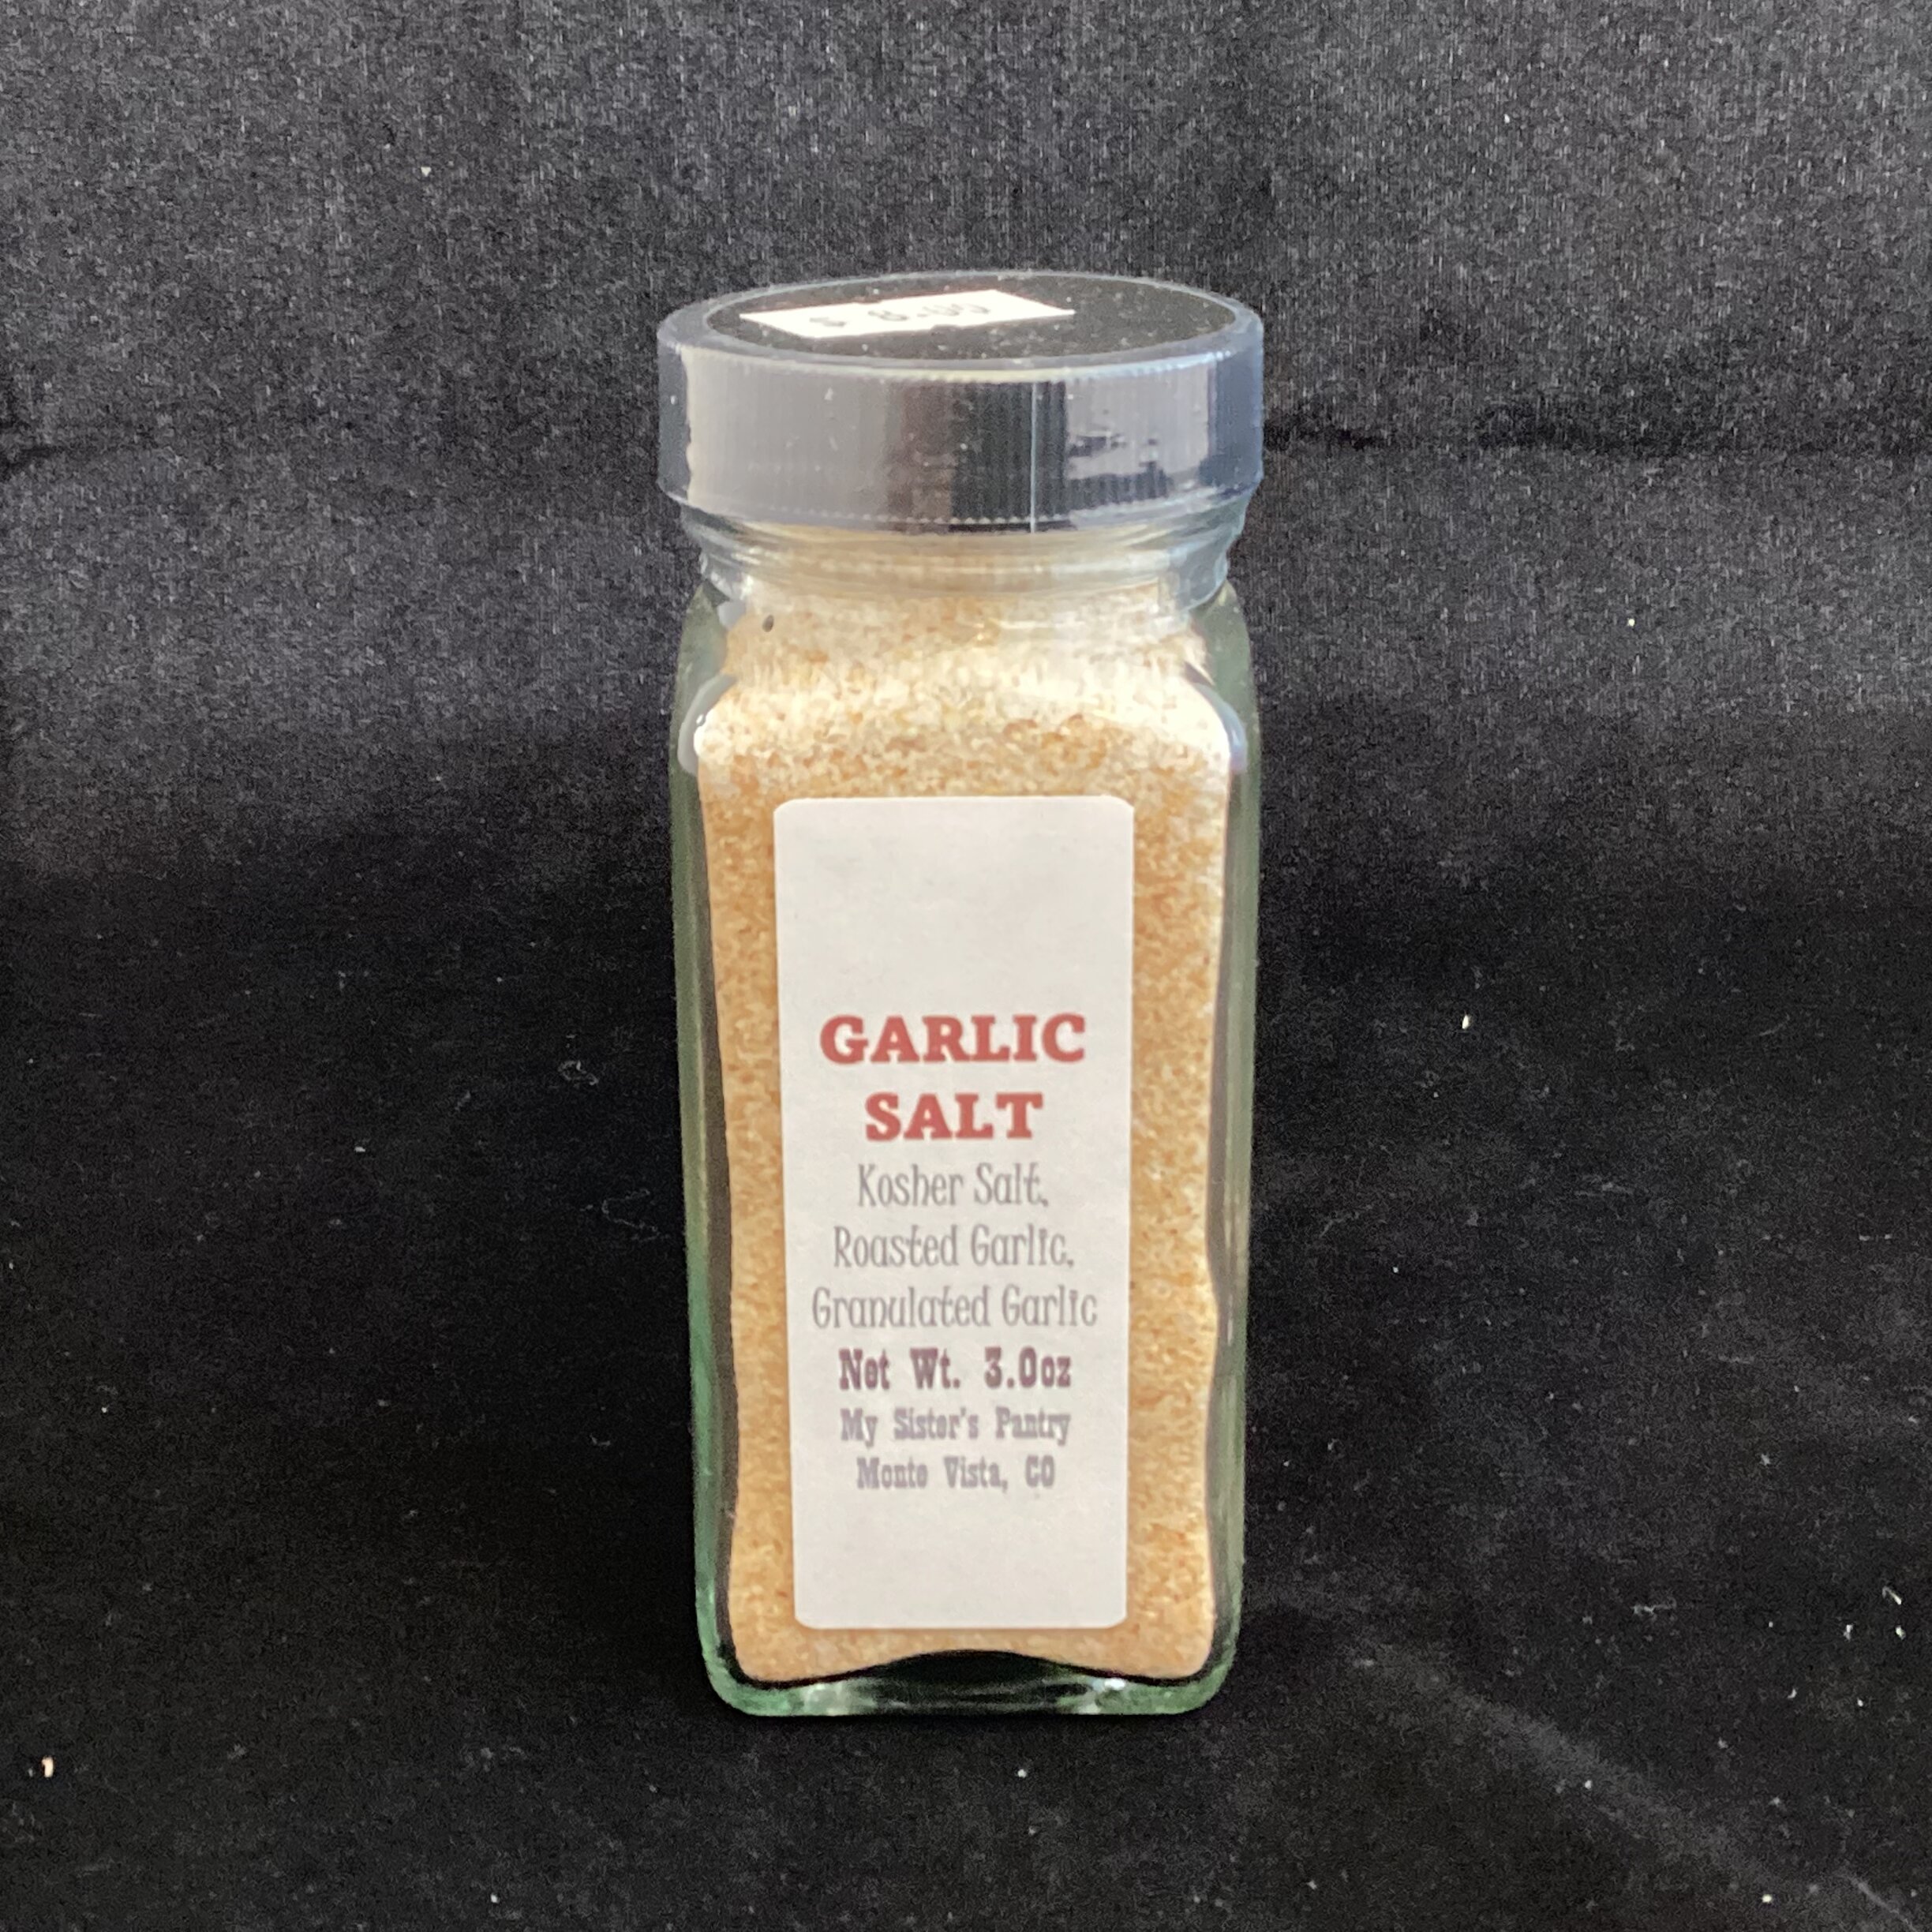 GARLIC
SALT
Kosher Salt,
Roasted Garlic,
Granulated Garlic
Net Wt. 3.0oz
My Sister's Pantry
Monte Vista, CO